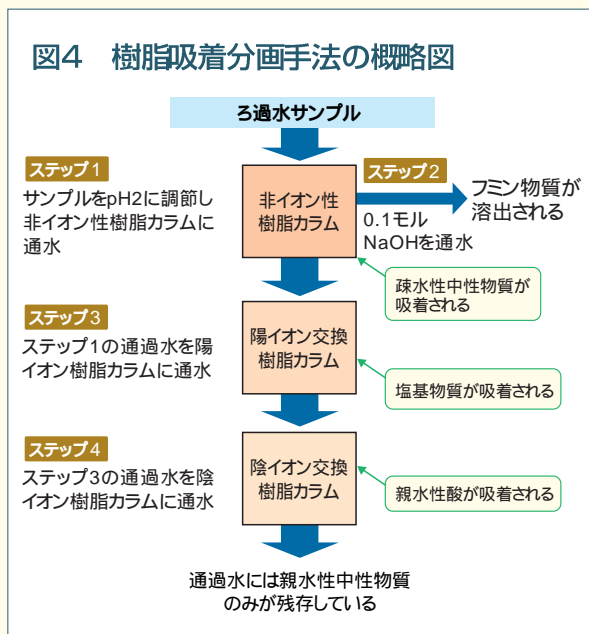 図4 樹脂吸着分画手法の概略図
ろ過水サンプル
ステップ1
サンプルをpH2に調節し
非イオン性樹脂カラムに
通水
非イオン性
樹脂カラム
ステップ2
0.1モル
NaOHを通水
フミン物質が
溶出される
疎水性中性物質が
吸着される
ステップ3
ステップ1の通過水を陽
イオン樹脂カラムに通水
陽イオン交換
樹脂カラム
塩基物質が吸着される
ステップ4
ステップ3の通過水を陰
イオン樹脂カラムに通水
陰イオン交換
樹脂カラム
親水性酸が吸着される
通過水には親水性中性物質
のみが残存している